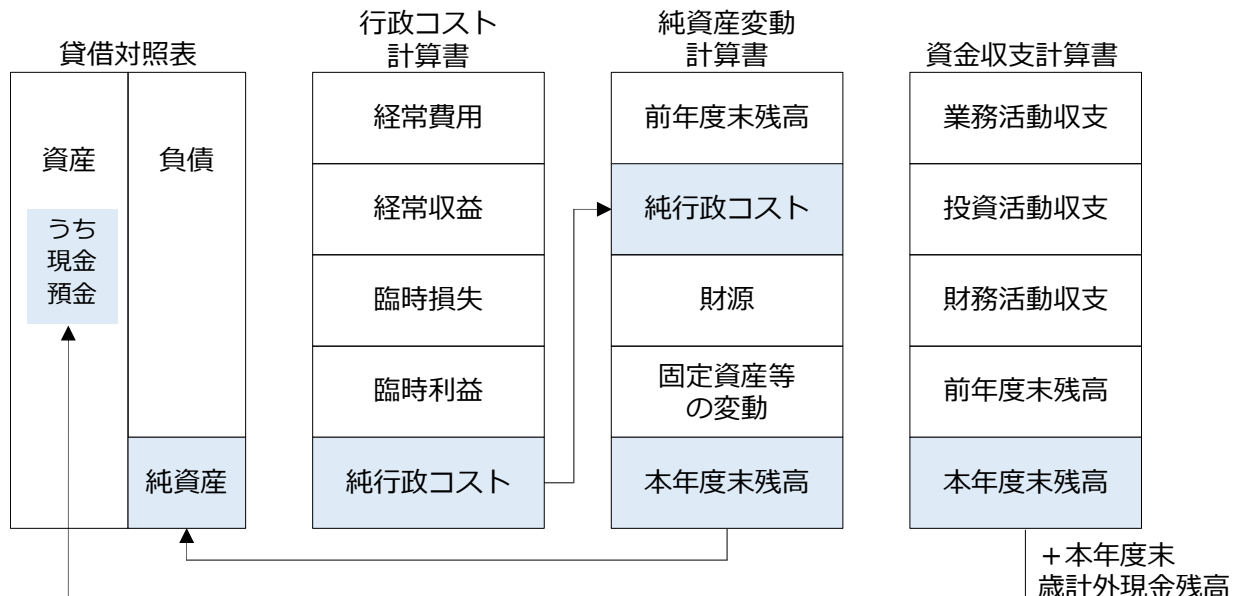 貸借対照表
資産
うち
現金
預金
負債
純資産
行政コスト
計算書
経常費用
経常収益
臨時損失
臨時利益
純行政コスト
純資産変動
計算書
前年度末残高
純行政コスト
財源
固定資産等
の変動
本年度末残高
資金収支計算書
業務活動収支
投資活動収支
財務活動収支
前年度末残高
本年度末残高
＋本年度末
歳計外現金残高